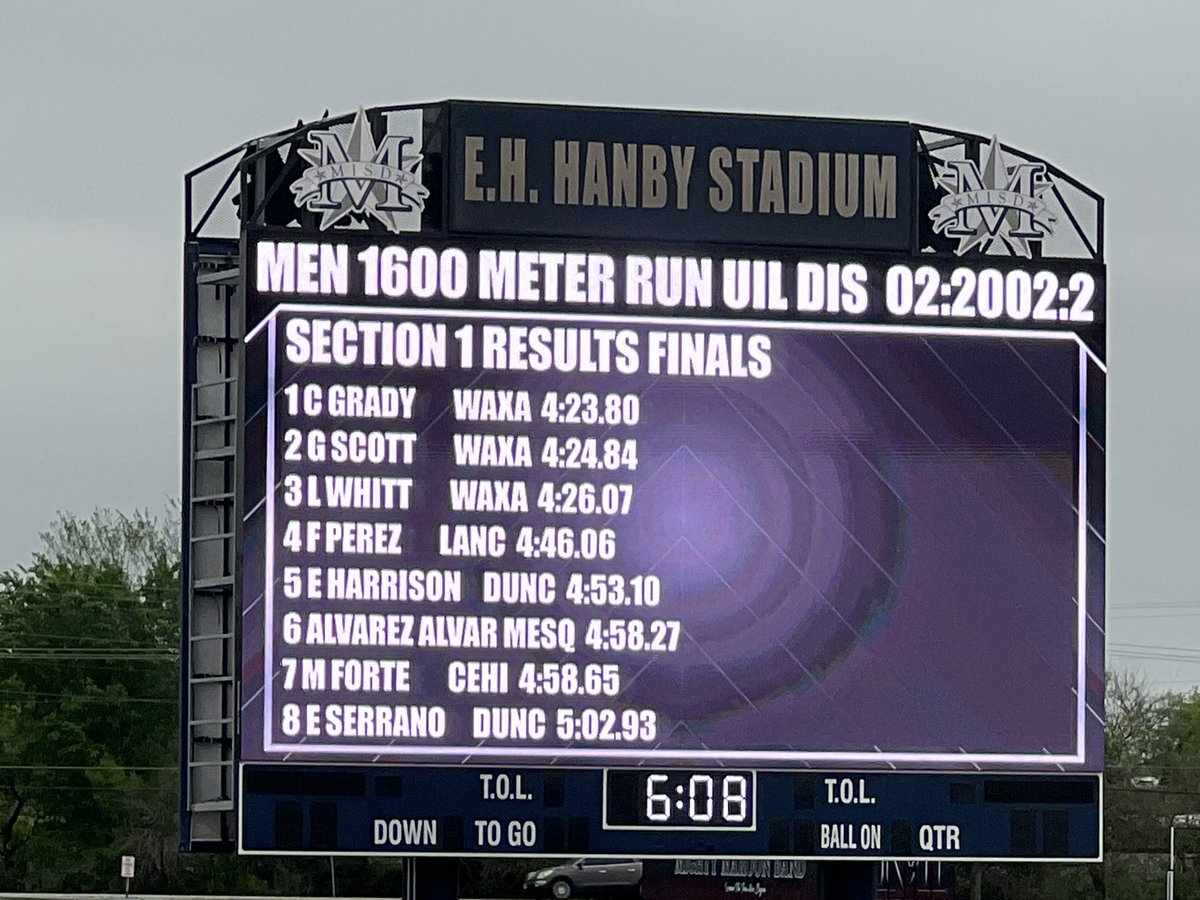 E.H. HANBY STADIUM
M
MISD
M
MISD
MEN 1600 METER RUN UIL DIS 02:2002:2
SECTION 1 RESULTS FINALS
1 C GRADY WAXA 4:23.80
2 G SCOTT WAXA 4:24.84
3 L WHITT WAXA 4:26.07
4 F PEREZ LANC 4:46.06
5 E HARRISON DUNC 4:53.10
6 ALVAREZ ALVAR MESQ 4:58.27
7 M FORTE CEHI 4:58.65
8 E SERRANO DUNC 5:02.93
T.O.L. 6:08 T.O.L.
DOWN TO GO BALL ON QTR
MIGHTY MAROON BAND